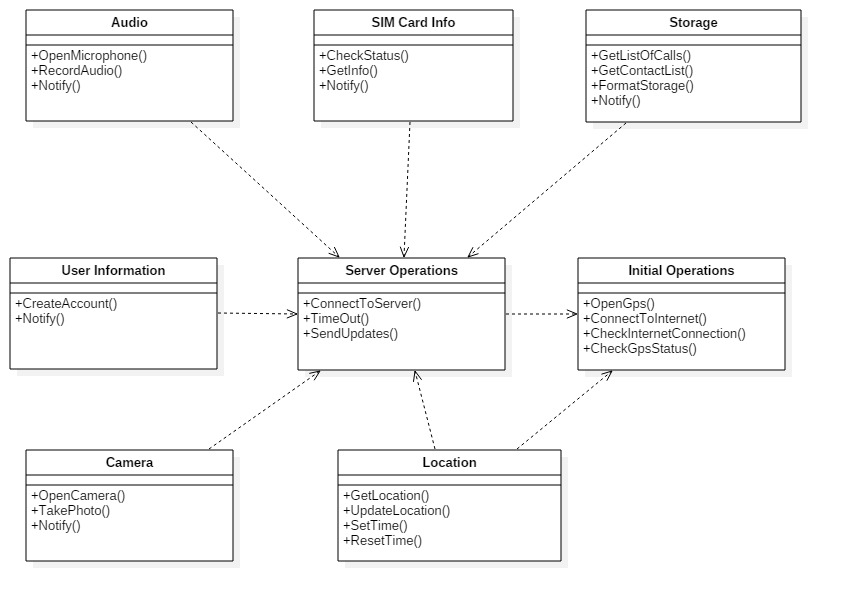 Audio
+OpenMicrophone()
+RecordAudio()
+Notify()
SIM Card Info
+CheckStatus()
+GetInfo()
+Notify()
Storage
+GetListOfCalls()
+GetContactList()
+FormatStorage()
+Notify()
User Information
+CreateAccount()
+Notify()
Server Operations
+ConnectToServer()
+TimeOut()
+SendUpdates()
Initial Operations
+OpenGps()
+ConnectToInternet()
+CheckInternetConnection()
+CheckGpsStatus()
Camera
+OpenCamera()
+TakePhoto()
+Notify()
Location
+GetLocation()
+UpdateLocation()
+SetTime()
+ResetTime()